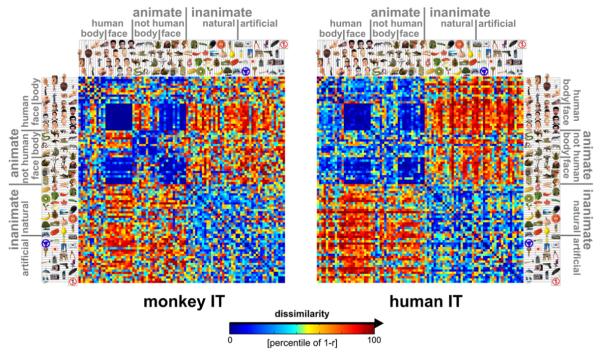 animate inanimate
human not human natural artificial
body face body face
animate inanimate
human not human natural artificial
body face body face
inanimate animate
artificial natural not human human
face body face body
animate inanimate
human not human natural artificial
body face body face
monkey IT
human IT
dissimilarity
0 100
[percentile of 1-r]